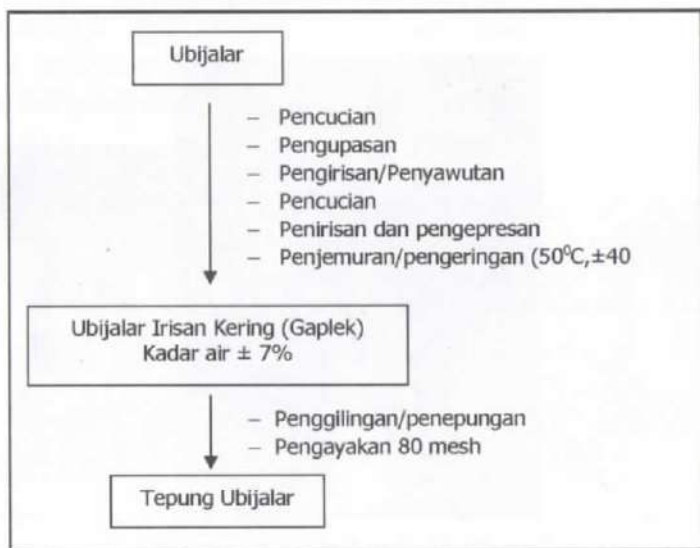 Ubijalar
– Pencucian
– Pengupasan
– Pengirisan/Penyawutan
– Pencucian
– Penirisan dan pengepresan
– Penjemuran/pengeringan (50⁰C,±40
Ubijalar Irisan Kering (Gaplek)
Kadar air ± 7%
– Penggilingan/penepungan
– Pengayakan 80 mesh
Tepung Ubijalar